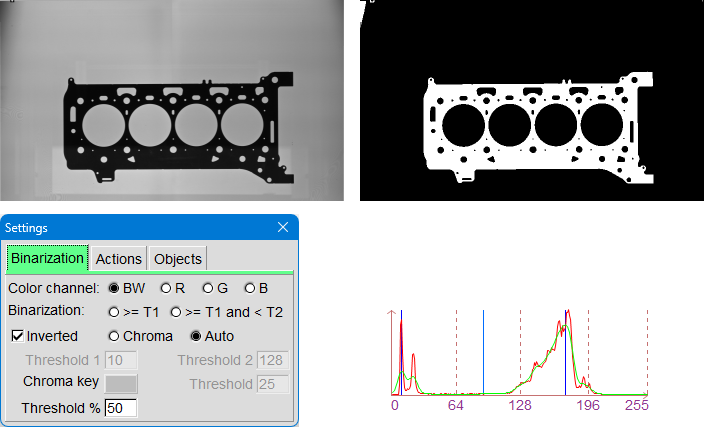 Settings
Binarization Actions Objects
Color channel: BW R G B
Binarization: >= T1 >= T1 and < T2
Inverted Chroma Auto
Threshold 1 10 Threshold 2 128
Chroma key Threshold 25
Threshold % 50
0 64 128 196 255